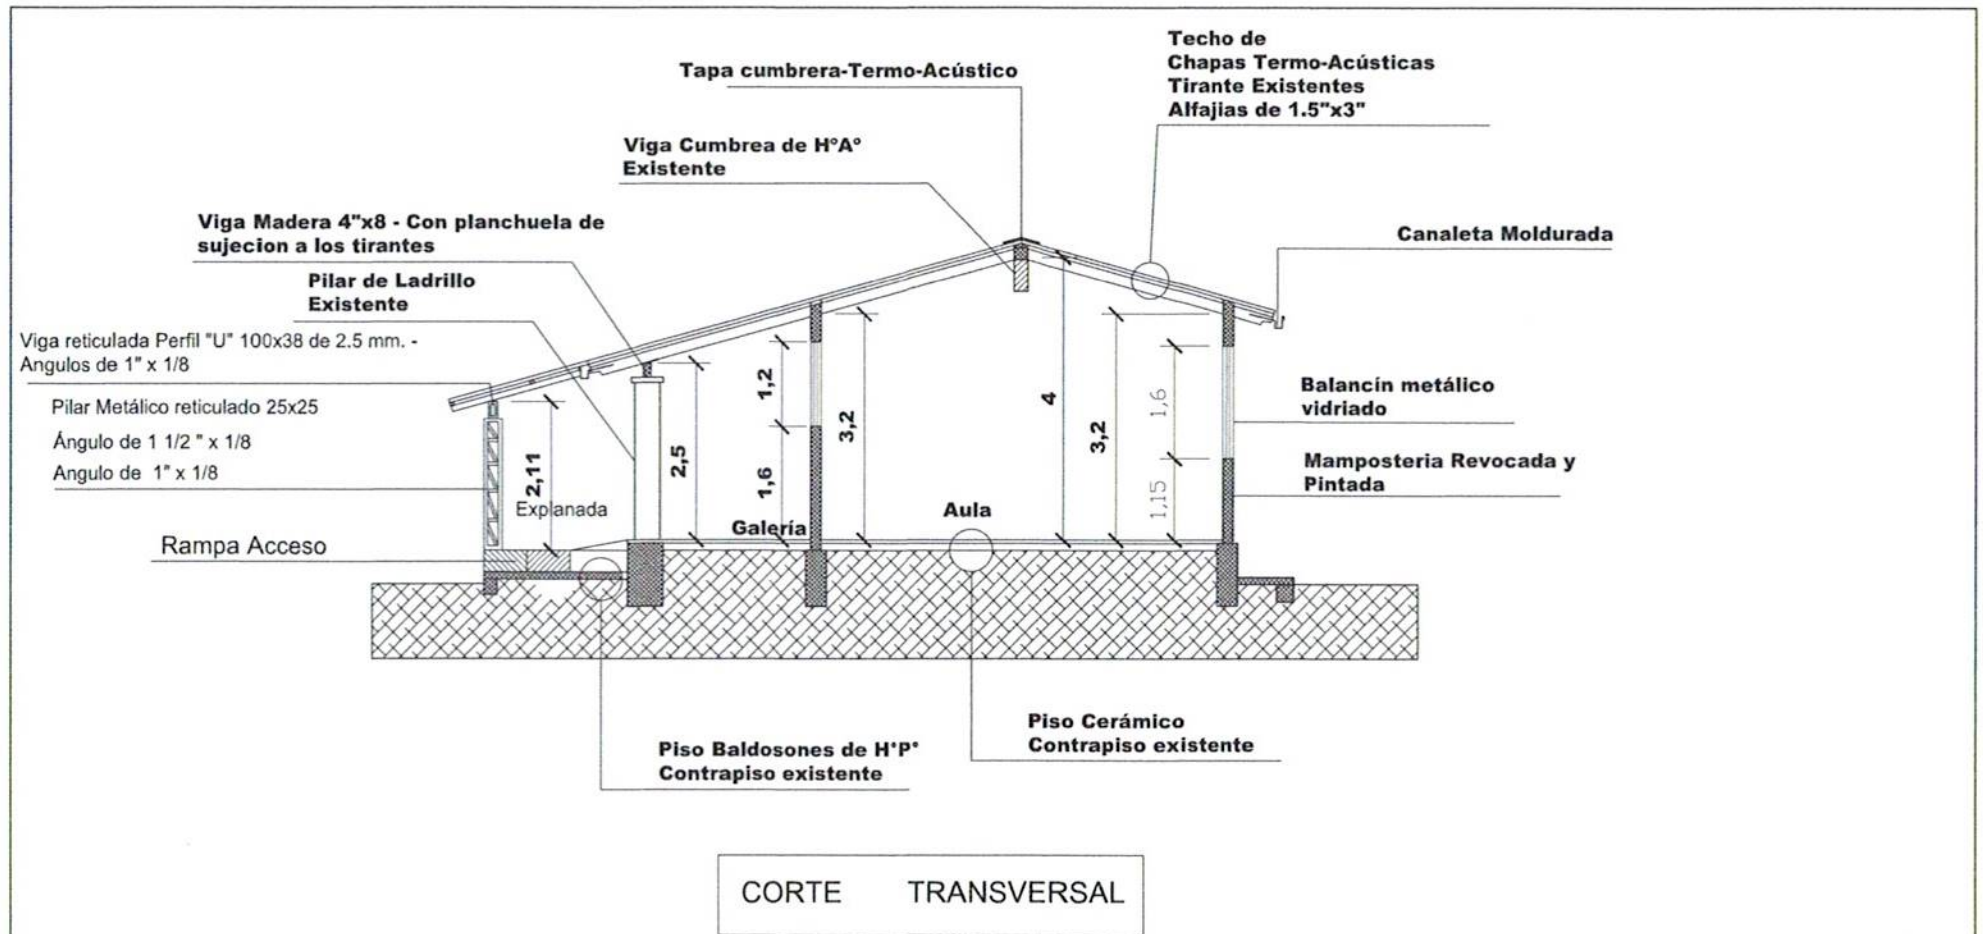 Techo de
Chapas Termo-Acústicas
Tirante Existentes
Alfajias de 1.5"x3"
Tapa cumbrera-Termo-Acústico
Viga Cumbrea de H°A°
Existente
Viga Madera 4"x8 - Con planchuela de
sujecion a los tirantes
Canaleta Moldurada
Pilar de Ladrillo
Existente
Viga reticulada Perfil "U" 100x38 de 2.5 mm. -
Angulos de 1" x 1/8
Pilar Metálico reticulado 25x25
Ángulo de 1 1/2 " x 1/8
Angulo de 1" x 1/8
Balancín metálico
vidriado
Mamposteria Revocada y
Pintada
2,11
2,5
1,2
1,6
3,2
4
3,2
1,6
1,15
Explanada
Galería
Aula
Rampa Acceso
Piso Cerámico
Contrapiso existente
Piso Baldosones de H°P°
Contrapiso existente
CORTE TRANSVERSAL